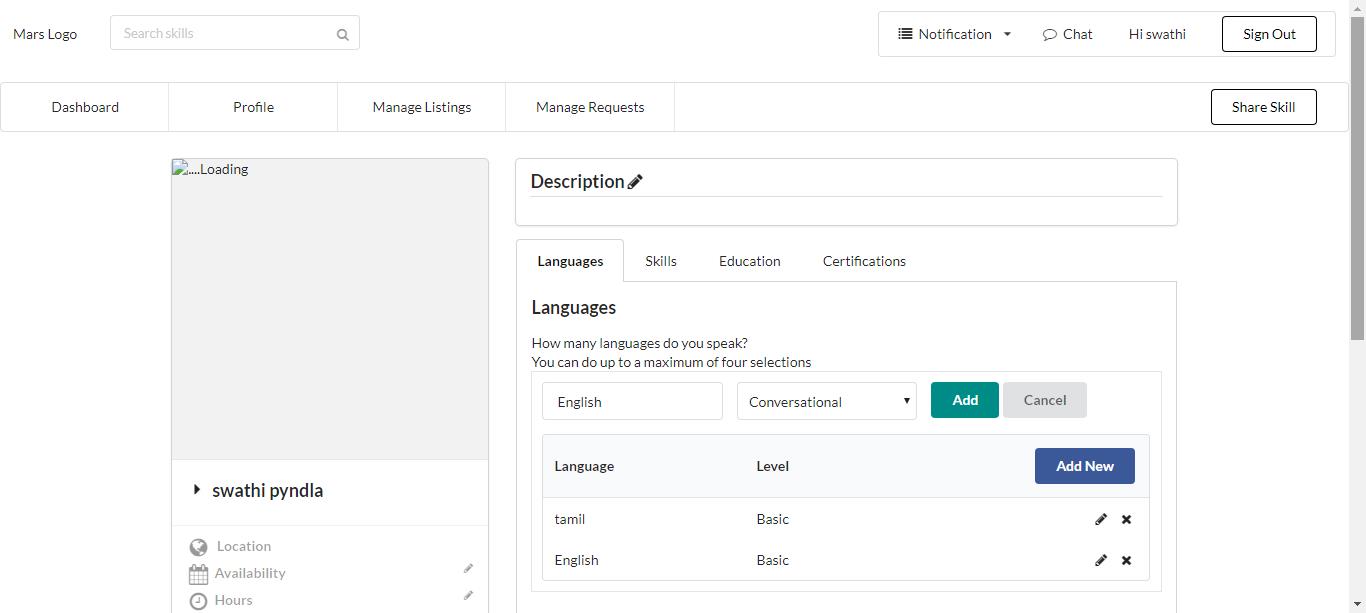 Mars Logo
Search skills
Notification
Chat
Hi swathi
Sign Out
Dashboard
Profile
Manage Listings
Manage Requests
Share Skill
....Loading
swathi pyndla
Location
Availability
Hours
Description
Languages
Skills
Education
Certifications
Languages
How many languages do you speak?
You can do up to a maximum of four selections
English
Conversational
Add
Cancel
Language
Level
Add New
tamil
Basic
English
Basic